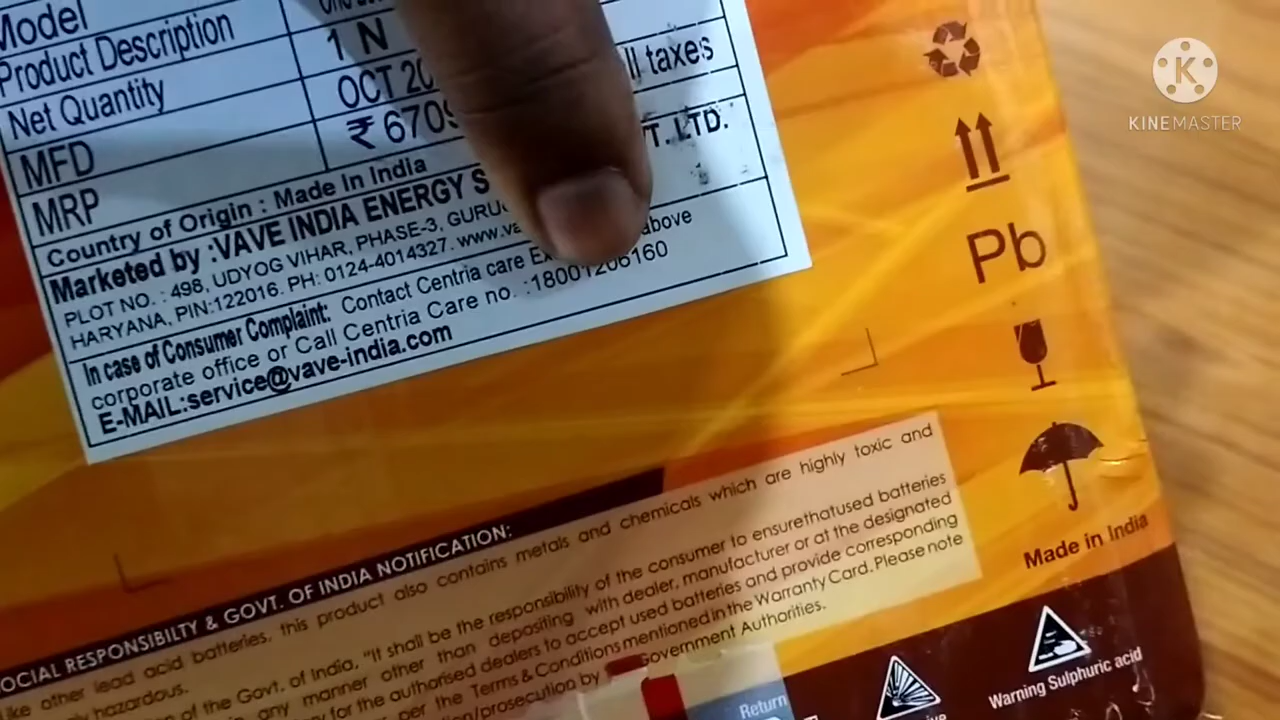 Model
Product Description
Net Quantity 1 N
MFD OCT 20
MRP ₹ 6709 ll taxes
Country of Origin : Made In India
Marketed by :VAVE INDIA ENERGY T. LTD.
PLOT NO. : 498, UDYOG VIHAR, PHASE-3,
HARYANA, PIN:122016. PH: 0124-4014327.
In case of Consumer Complaint: Contact Centria care above
corporate office or Call Centria Care no. :18001206160
E-MAIL:service@vave-india.com
Pb
Made in India
Warning Sulphuric acid
OCIAL RESPONSIBILTY & GOVT. OF INDIA NOTIFICATION:
ike other lead acid batteries, this product also contains metals and chemicals which are highly toxic and
hazardous.
of the Govt. of India, "It shall be the responsibility of the consumer to ensurethatused batteries
any manner other than depositing with dealer, manufacturer or at the designated
for the authorised dealers to accept used batteries and provide corresponding
per the Terms & Conditions mentioned in the Warranty Card. Please note
prosecution by Government Authorities.
Return
K
KINEMASTER